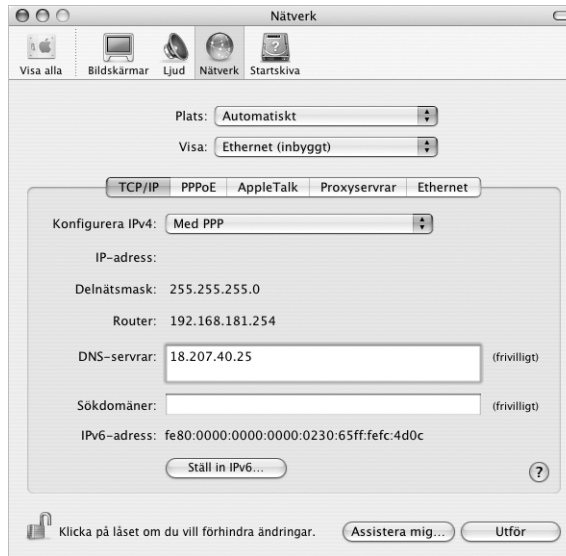 Nätverk
Visa alla Bildskärmar Ljud Nätverk Startskiva
Plats: Automatiskt
Visa: Ethernet (inbyggt)
TCP/IP PPPoE AppleTalk Proxyservrar Ethernet
Konfigurera IPv4: Med PPP
IP-adress:
Delnätsmask: 255.255.255.0
Router: 192.168.181.254
DNS-servrar: 18.207.40.25 (frivilligt)
Sökdomäner: (frivilligt)
IPv6-adress: fe80:0000:0000:0000:0230:65ff:fefc:4d0c
Ställ in IPv6... ?
Klicka på låset om du vill förhindra ändringar. Assistera mig... Utför